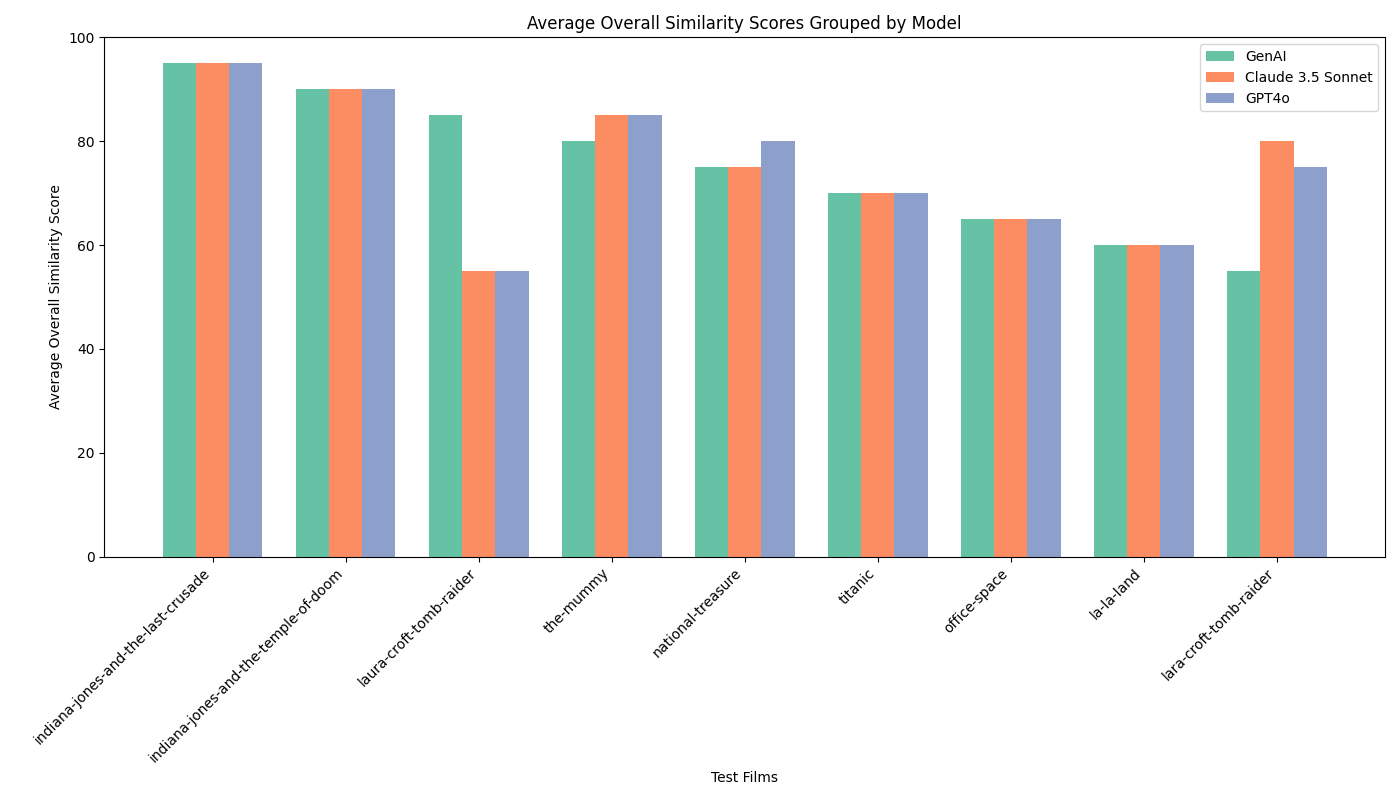 Average Overall Similarity Scores Grouped by Model
GenAI
Claude 3.5 Sonnet
GPT4o
Average Overall Similarity Score
100
80
60
40
20
0
indiana-jones-and-the-last-crusade
indiana-jones-and-the-temple-of-doom
laura-croft-tomb-raider
the-mummy
national-treasure
titanic
office-space
la-la-land
lara-croft-tomb-raider
Test Films